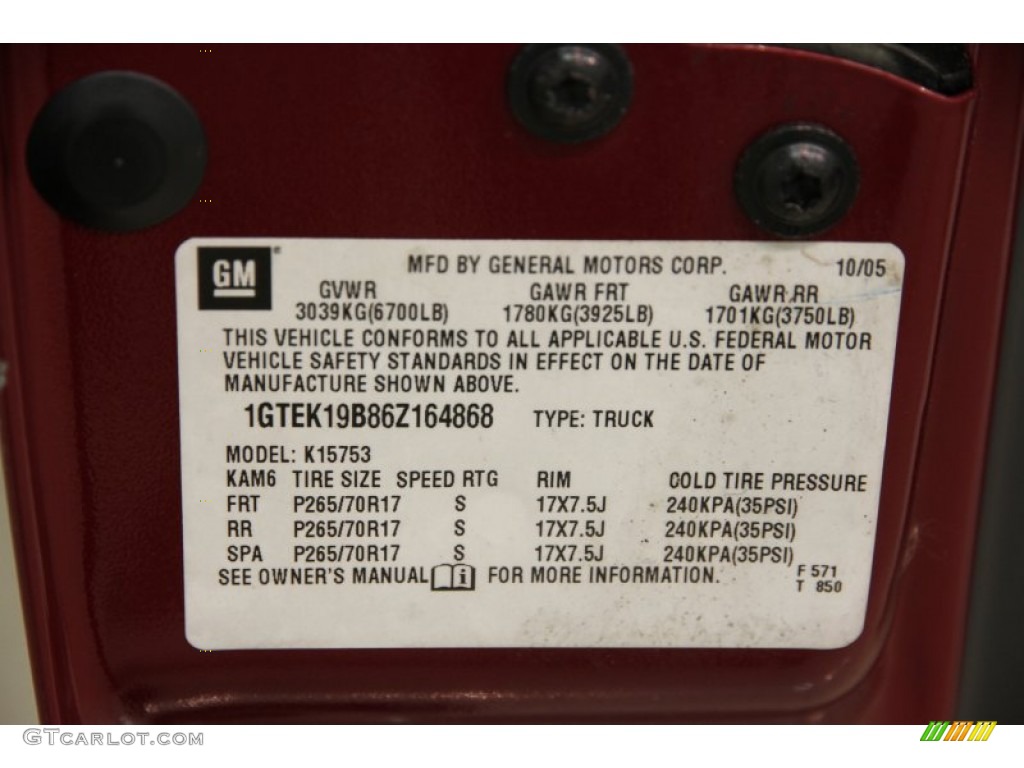 GM
MFD BY GENERAL MOTORS CORP. 10/05
GVWR GAWR FRT GAWR RR
3039KG(6700LB) 1780KG(3925LB) 1701KG(3750LB)
THIS VEHICLE CONFORMS TO ALL APPLICABLE U.S. FEDERAL MOTOR
VEHICLE SAFETY STANDARDS IN EFFECT ON THE DATE OF
MANUFACTURE SHOWN ABOVE.
1GTEK19B86Z164868 TYPE: TRUCK
MODEL: K15753
KAM6 TIRE SIZE SPEED RTG RIM COLD TIRE PRESSURE
FRT P265/70R17 S 17X7.5J 240KPA(35PSI)
RR P265/70R17 S 17X7.5J 240KPA(35PSI)
SPA P265/70R17 S 17X7.5J 240KPA(35PSI)
SEE OWNER'S MANUAL i FOR MORE INFORMATION. F 571
T 850
GTCarlot.com